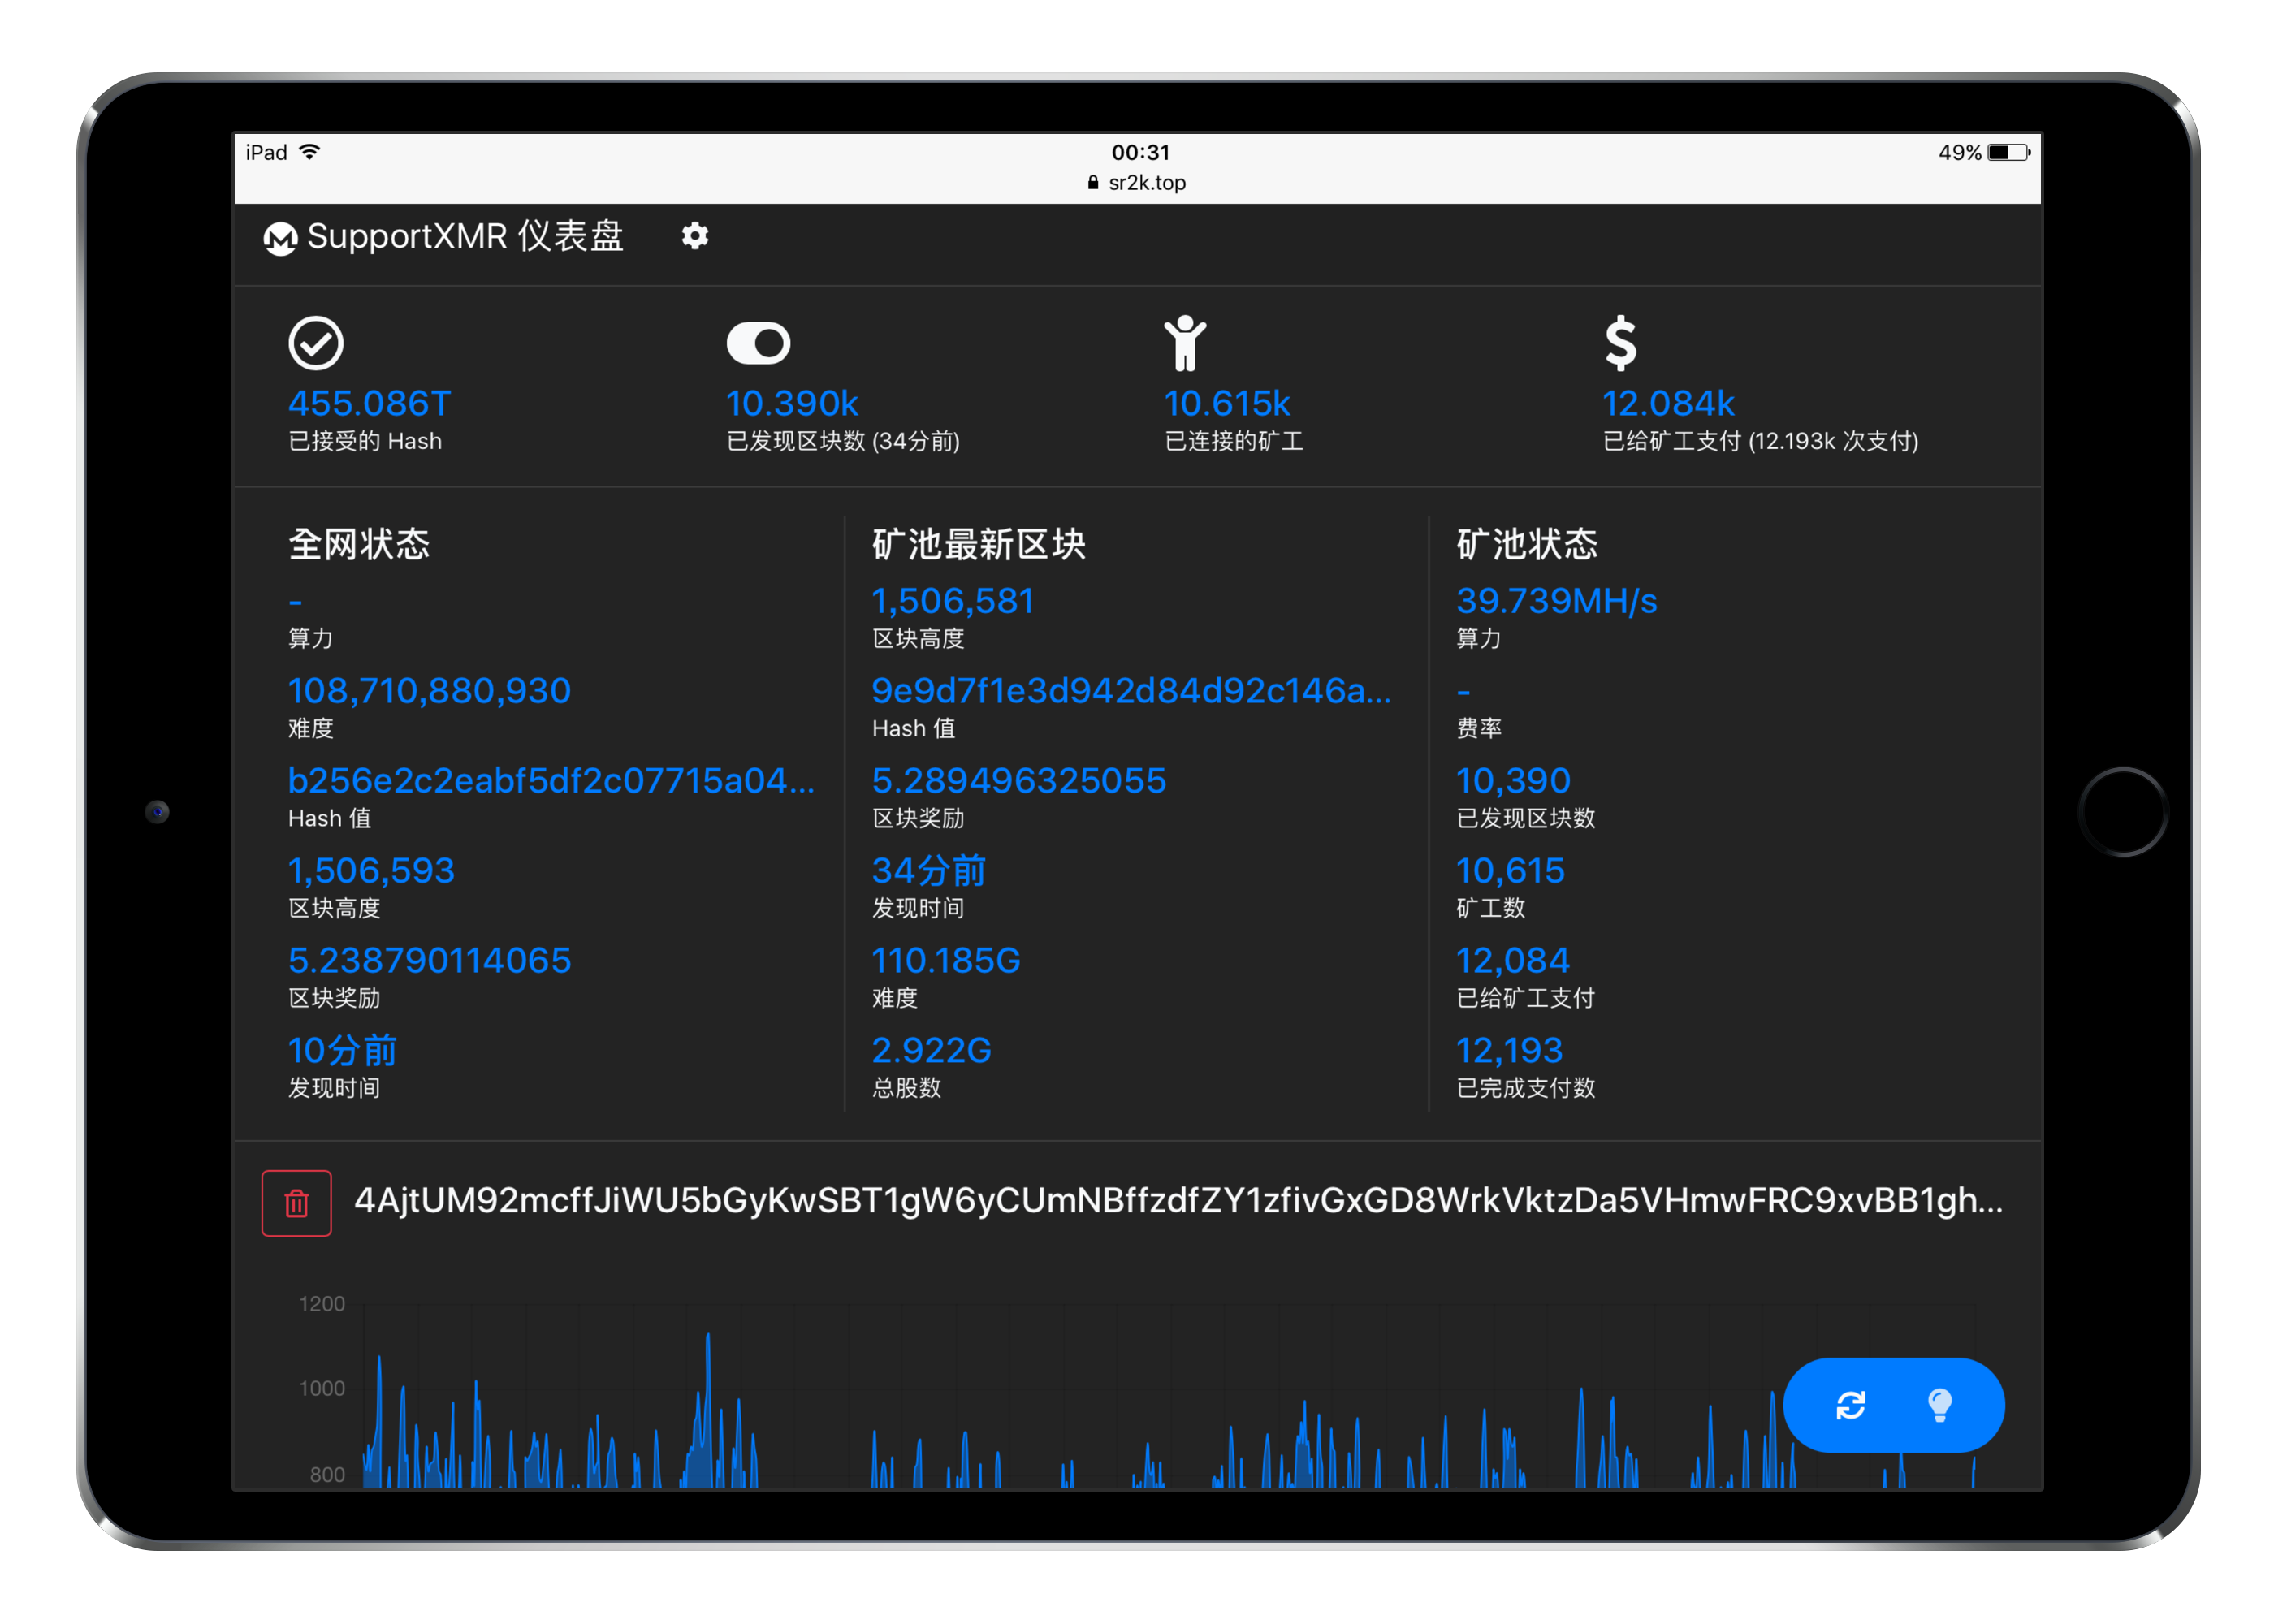 iPad
00:31
49%
sr2k.top
SupportXMR 仪表盘
455.086T
已接受的 Hash
10.390k
已发现区块数 (34分前)
10.615k
已连接的矿工
12.084k
已给矿工支付 (12.193k 次支付)
全网状态
-
算力
108,710,880,930
难度
b256e2c2eabf5df2c07715a04...
Hash 值
1,506,593
区块高度
5.238790114065
区块奖励
10分前
发现时间
矿池最新区块
1,506,581
区块高度
9e9d7f1e3d942d84d92c146a...
Hash 值
5.289496325055
区块奖励
34分前
发现时间
110.185G
难度
2.922G
总股数
矿池状态
39.739MH/s
算力
-
费率
10,390
已发现区块数
10,615
矿工数
12,084
已给矿工支付
12,193
已完成支付数
4AjtUM92mcffJiWU5bGyKwSBT1gW6yCUmNBffzdfZY1zfivGxGD8WrkVktzDa5VHmwFRC9xvBB1gh...
1200
1000
800